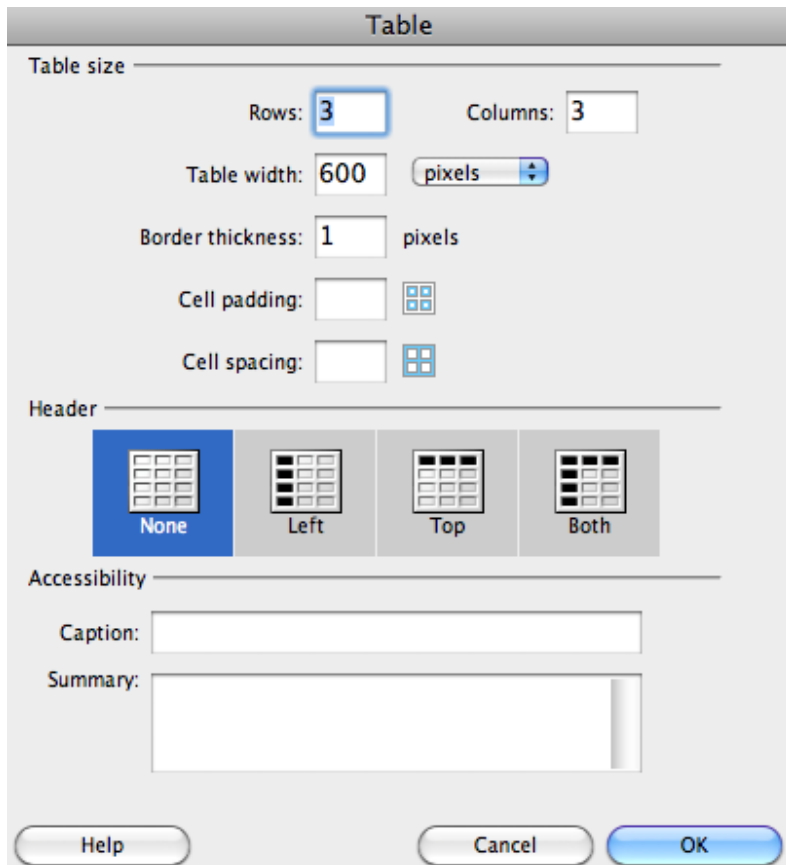 Table
Table size
Rows: 3 Columns: 3
Table width: 600 pixels
Border thickness: 1 pixels
Cell padding:
Cell spacing:
Header
None Left Top Both
Accessibility
Caption:
Summary:
Help Cancel OK